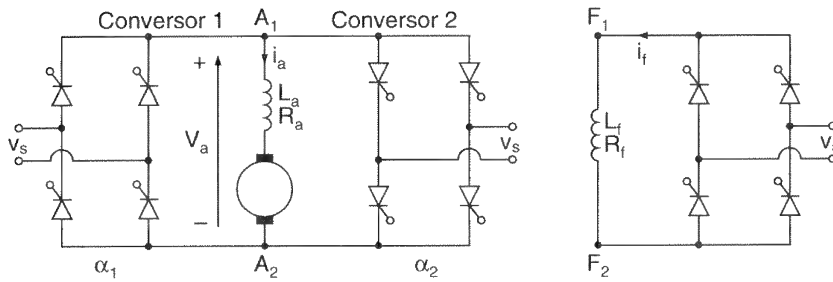 Conversor 1
A1
Conversor 2
F1
+
ia
if
La
Ra
Va
vs
vs
Lf
Rf
vs
−
α1
A2
α2
F2